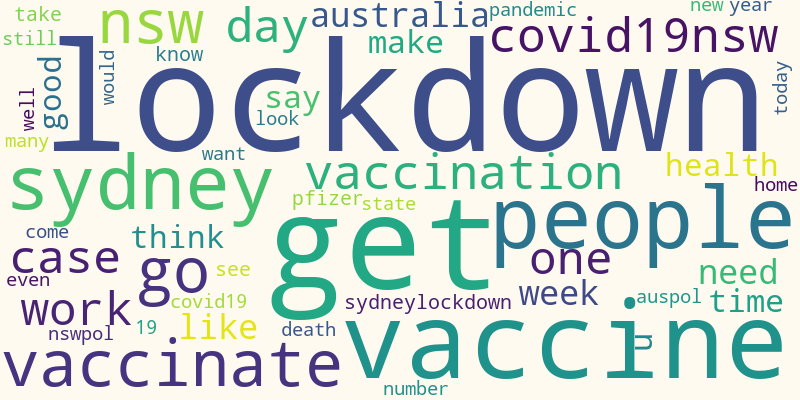 take
nsw
day
australia
pandemic
new
year
still
make
covid19nsw
know
would
good
well
lockdown
today
say
look
many
want
sydney
vaccination
health
home
pfizer
state
get
people
come
think
case
go
see
one
need
even
week
work
covid19
sydneylockdown
auspol
time
nswpol
19
like
death
vaccine
n
vaccinate
number